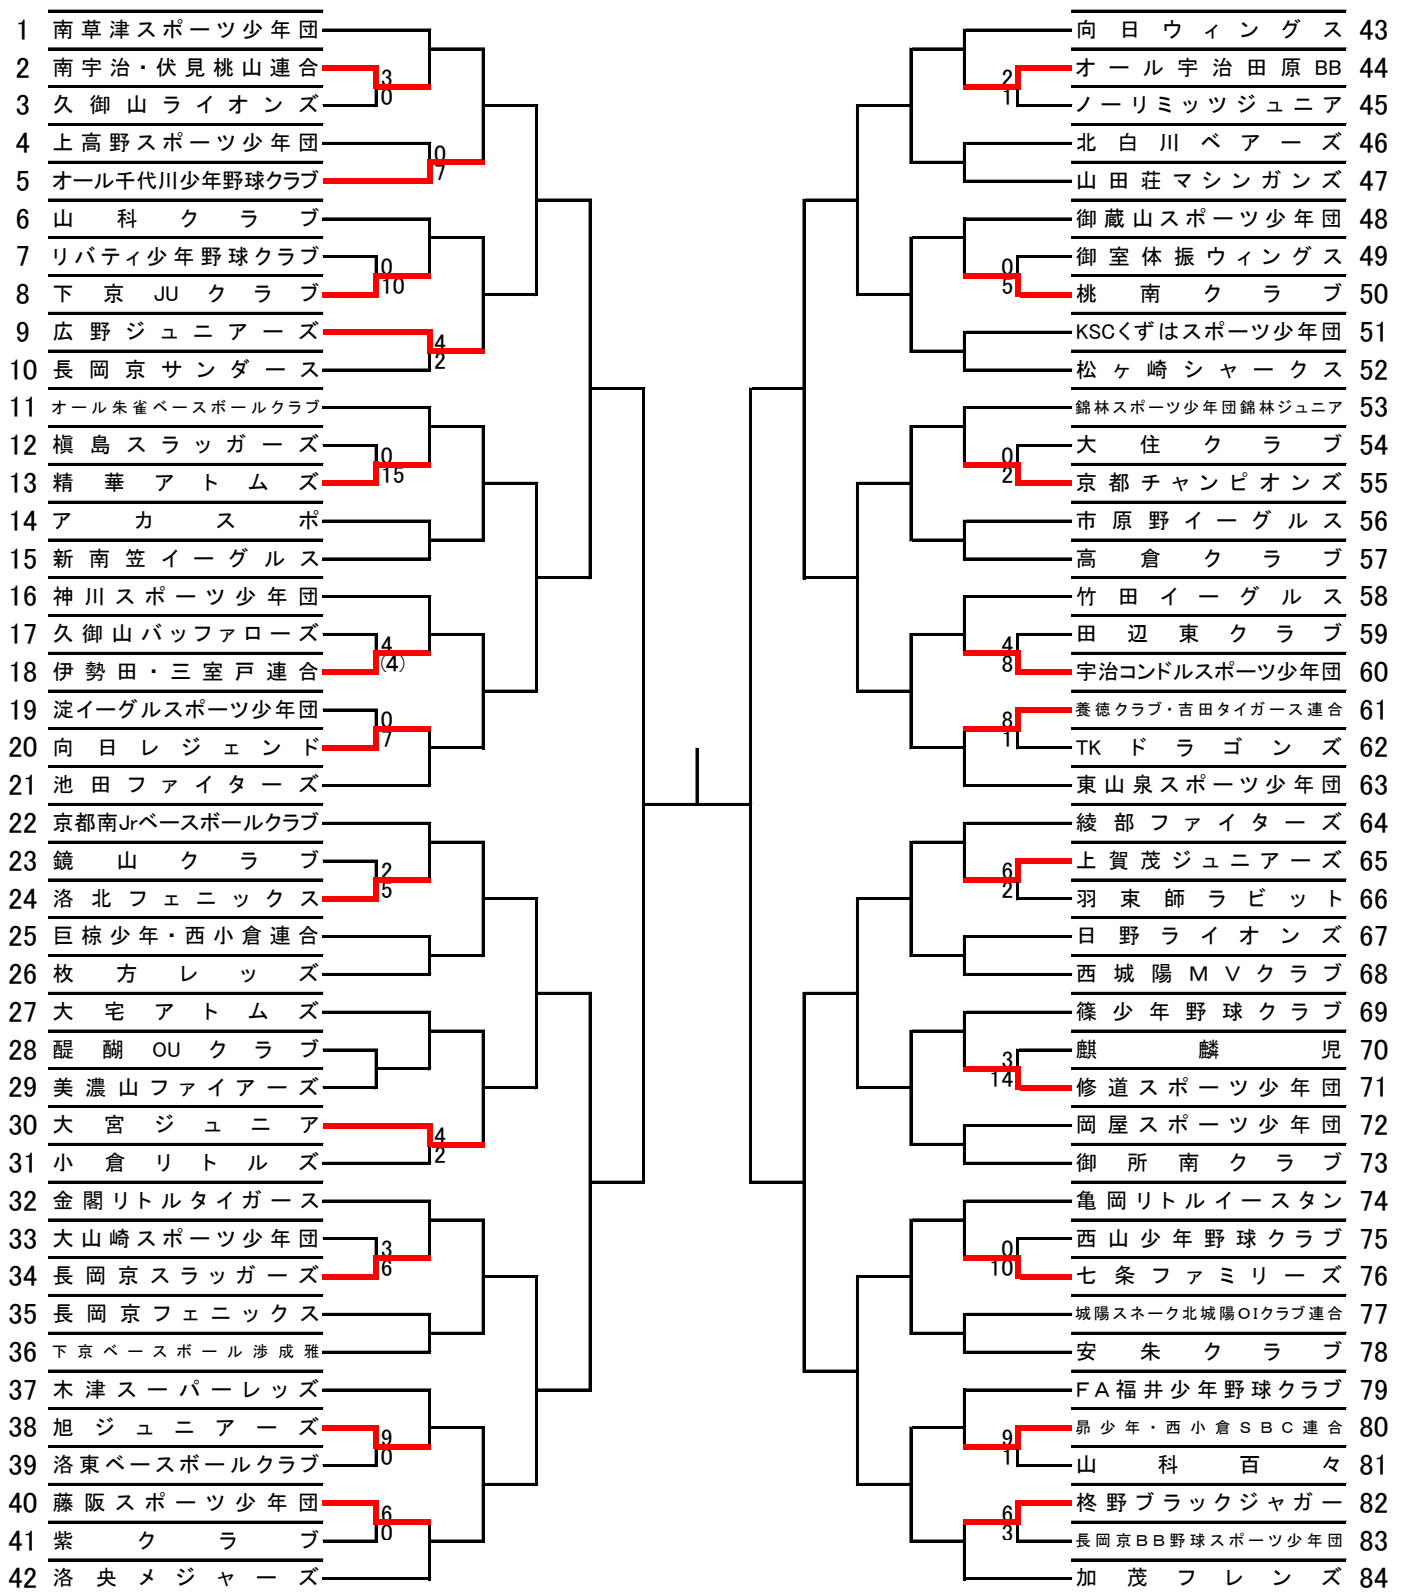 1 南草津スポーツ少年団
2 南宇治・伏見桃山連合
3
0
3 久御山ライオンズ
4 上高野スポーツ少年団
0
7
5 オール千代川少年野球クラブ
6 山科クラブ
7 リバティ少年野球クラブ
0
10
8 下京JUクラブ
9 広野ジュニアーズ
4
2
10 長岡京サンダース
11 オール朱雀ベースボールクラブ
12 槇島スラッガーズ
0
15
13 精華アトムズ
14 アカスポ
15 新南笠イーグルス
16 神川スポーツ少年団
17 久御山バッファローズ
4
(4)
18 伊勢田・三室戸連合
19 淀イーグルスポーツ少年団
0
7
20 向日レジェンド
21 池田ファイターズ
22 京都南Jrベースボールクラブ
23 鏡山クラブ
2
5
24 洛北フェニックス
25 巨椋少年・西小倉連合
26 枚方レッズ
27 大宅アトムズ
28 醍醐OUクラブ
29 美濃山ファイアーズ
30 大宮ジュニア
4
2
31 小倉リトルズ
32 金閣リトルタイガース
33 大山崎スポーツ少年団
3
6
34 長岡京スラッガーズ
35 長岡京フェニックス
36 下京ベースボール渉成雅
37 木津スーパーレッズ
38 旭ジュニアーズ
9
0
39 洛東ベースボールクラブ
40 藤阪スポーツ少年団
6
0
41 紫クラブ
42 洛央メジャーズ
向日ウィングス 43
オール宇治田原BB 44
2
1
ノーリミッツジュニア 45
北白川ベアーズ 46
山田荘マシンガンズ 47
御蔵山スポーツ少年団 48
御室体振ウィングス 49
0
5
桃南クラブ 50
KSCくずはスポーツ少年団 51
松ヶ崎シャークス 52
錦林スポーツ少年団錦林ジュニア 53
大住クラブ 54
0
2
京都チャンピオンズ 55
市原野イーグルス 56
高倉クラブ 57
竹田イーグルス 58
田辺東クラブ 59
4
8
宇治コンドルスポーツ少年団 60
養徳クラブ・吉田タイガース連合 61
8
1
TKドラゴンズ 62
東山泉スポーツ少年団 63
綾部ファイターズ 64
上賀茂ジュニアーズ 65
6
2
羽束師ラビット 66
日野ライオンズ 67
西城陽MVクラブ 68
篠少年野球クラブ 69
麒麟児 70
3
14
修道スポーツ少年団 71
岡屋スポーツ少年団 72
御所南クラブ 73
亀岡リトルイースタン 74
西山少年野球クラブ 75
0
10
七条ファミリーズ 76
城陽スネーク北城陽OIクラブ連合 77
安朱クラブ 78
FA福井少年野球クラブ 79
昴少年・西小倉SBC連合 80
9
1
山科百々 81
柊野ブラックジャガー 82
6
3
長岡京BB野球スポーツ少年団 83
加茂フレンズ 84